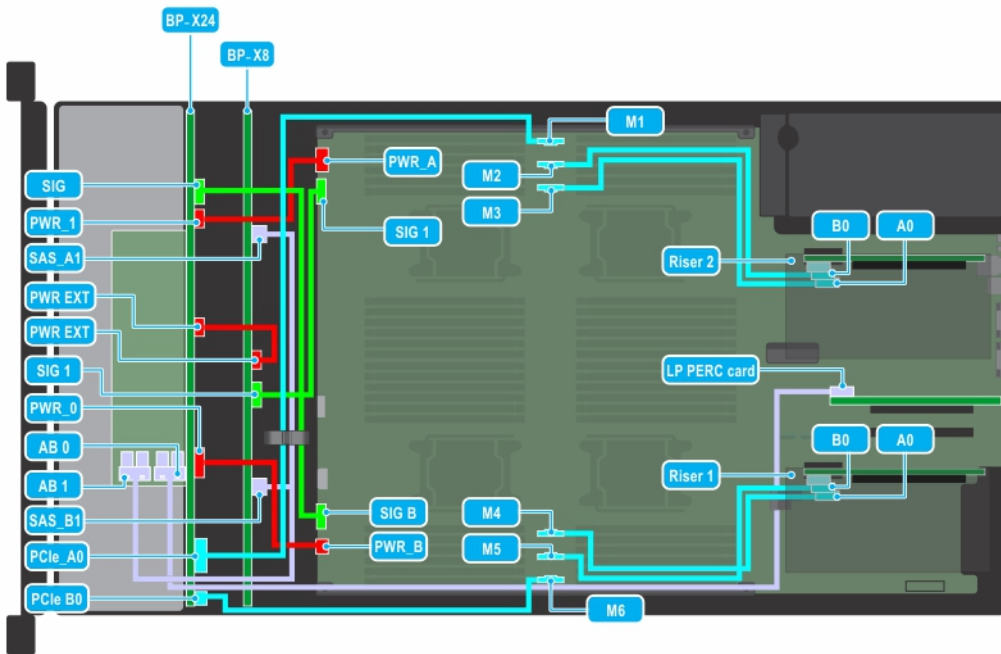 BP-X24
BP-X8
SIG
PWR_1
SAS_A1
PWR EXT
PWR EXT
SIG 1
PWR_0
AB 0
AB 1
SAS_B1
PCIe_A0
PCIe B0
PWR_A
SIG 1
SIG B
PWR_B
M1
M2
M3
M4
M5
M6
B0
A0
Riser 2
LP PERC card
B0
A0
Riser 1